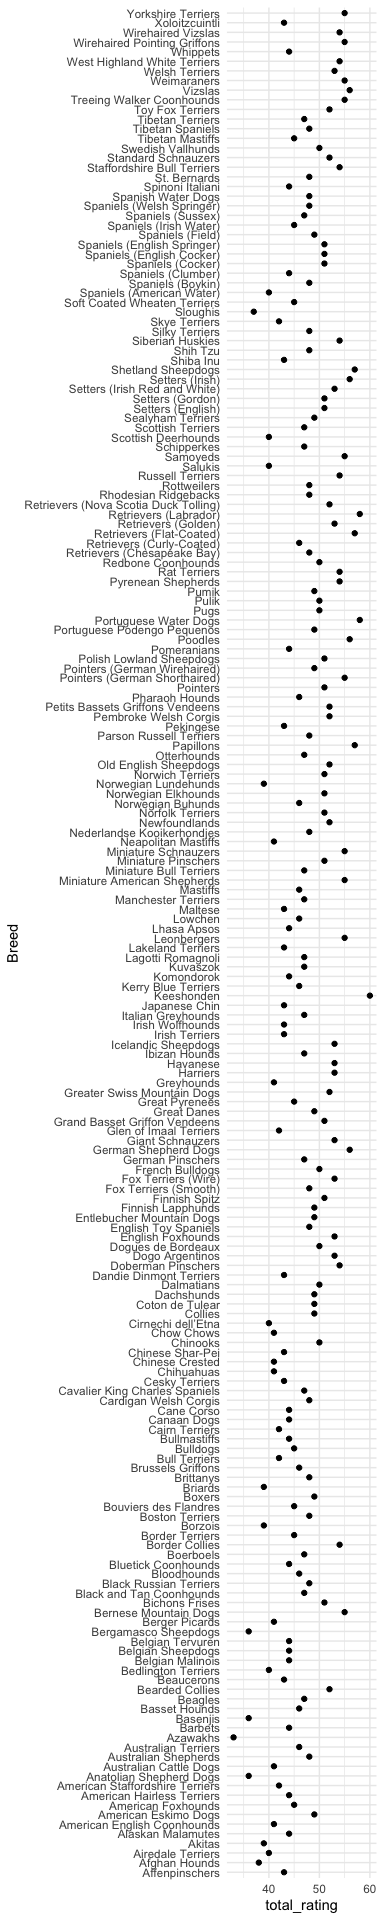 Yorkshire Terriers
Xoloitzcuintli
Wirehaired Vizslas
Wirehaired Pointing Griffons
Whippets
West Highland White Terriers
Welsh Terriers
Weimaraners
Vizslas
Treeing Walker Coonhounds
Toy Fox Terriers
Tibetan Terriers
Tibetan Spaniels
Tibetan Mastiffs
Swedish Vallhunds
Standard Schnauzers
Staffordshire Bull Terriers
St. Bernards
Spinoni Italiani
Spanish Water Dogs
Spaniels (Welsh Springer)
Spaniels (Sussex)
Spaniels (Irish Water)
Spaniels (Field)
Spaniels (English Springer)
Spaniels (English Cocker)
Spaniels (Cocker)
Spaniels (Clumber)
Spaniels (Boykin)
Spaniels (American Water)
Soft Coated Wheaten Terriers
Sloughis
Skye Terriers
Silky Terriers
Siberian Huskies
Shih Tzu
Shiba Inu
Shetland Sheepdogs
Setters (Irish)
Setters (Irish Red and White)
Setters (Gordon)
Setters (English)
Sealyham Terriers
Scottish Terriers
Scottish Deerhounds
Schipperkes
Samoyeds
Salukis
Russell Terriers
Rottweilers
Rhodesian Ridgebacks
Retrievers (Nova Scotia Duck Tolling)
Retrievers (Labrador)
Retrievers (Golden)
Retrievers (Flat-Coated)
Retrievers (Curly-Coated)
Retrievers (Chesapeake Bay)
Redbone Coonhounds
Rat Terriers
Pyrenean Shepherds
Pumik
Pulik
Pugs
Portuguese Water Dogs
Portuguese Podengo Pequenos
Poodles
Pomeranians
Polish Lowland Sheepdogs
Pointers (German Wirehaired)
Pointers (German Shorthaired)
Pointers
Pharaoh Hounds
Petits Bassets Griffons Vendeens
Pembroke Welsh Corgis
Pekingese
Parson Russell Terriers
Papillons
Otterhounds
Old English Sheepdogs
Norwich Terriers
Norwegian Lundehunds
Norwegian Elkhounds
Norwegian Buhunds
Norfolk Terriers
Newfoundlands
Nederlandse Kooikerhondjes
Neapolitan Mastiffs
Miniature Schnauzers
Miniature Pinschers
Miniature Bull Terriers
Miniature American Shepherds
Mastiffs
Manchester Terriers
Maltese
Lowchen
Lhasa Apsos
Leonbergers
Lakeland Terriers
Lagotti Romagnoli
Kuvaszok
Komondorok
Kerry Blue Terriers
Keeshonden
Japanese Chin
Italian Greyhounds
Irish Wolfhounds
Irish Terriers
Icelandic Sheepdogs
Ibizan Hounds
Havanese
Harriers
Greyhounds
Greater Swiss Mountain Dogs
Great Pyrenees
Great Danes
Grand Basset Griffon Vendeens
Glen of Imaal Terriers
Giant Schnauzers
German Shepherd Dogs
German Pinschers
French Bulldogs
Fox Terriers (Wire)
Fox Terriers (Smooth)
Finnish Spitz
Finnish Lapphunds
Entlebucher Mountain Dogs
English Toy Spaniels
English Foxhounds
Dogues de Bordeaux
Dogo Argentinos
Doberman Pinschers
Dandie Dinmont Terriers
Dalmatians
Dachshunds
Coton de Tulear
Collies
Cirnechi dell'Etna
Chow Chows
Chinooks
Chinese Shar-Pei
Chinese Crested
Chihuahuas
Cesky Terriers
Cavalier King Charles Spaniels
Cardigan Welsh Corgis
Cane Corso
Canaan Dogs
Cairn Terriers
Bullmastiffs
Bulldogs
Bull Terriers
Brussels Griffons
Brittanys
Briards
Boxers
Bouviers des Flandres
Boston Terriers
Borzois
Border Terriers
Border Collies
Boerboels
Bluetick Coonhounds
Bloodhounds
Black Russian Terriers
Black and Tan Coonhounds
Bichons Frises
Bernese Mountain Dogs
Berger Picards
Bergamasco Sheepdogs
Belgian Tervuren
Belgian Sheepdogs
Belgian Malinois
Bedlington Terriers
Beaucerons
Bearded Collies
Beagles
Basset Hounds
Basenjis
Barbets
Azawakhs
Australian Terriers
Australian Shepherds
Australian Cattle Dogs
Anatolian Shepherd Dogs
American Staffordshire Terriers
American Hairless Terriers
American Foxhounds
American Eskimo Dogs
American English Coonhounds
Alaskan Malamutes
Akitas
Airedale Terriers
Afghan Hounds
Affenpinschers
Breed
40 50 60
total_rating